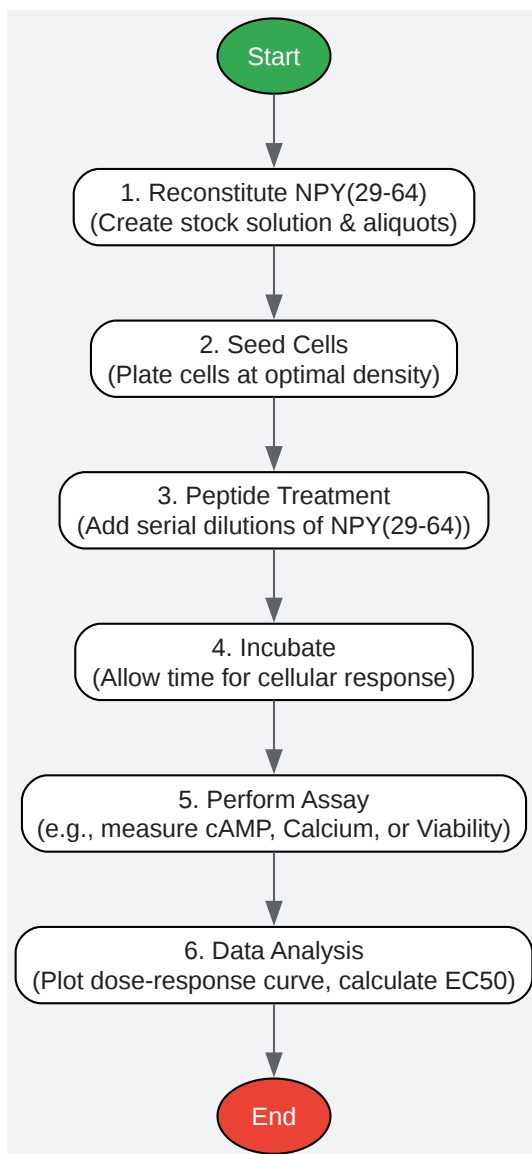 Start
1. Reconstitute NPY(29-64)
(Create stock solution & aliquots)
2. Seed Cells
(Plate cells at optimal density)
3. Peptide Treatment
(Add serial dilutions of NPY(29-64))
4. Incubate
(Allow time for cellular response)
5. Perform Assay
(e.g., measure cAMP, Calcium, or Viability)
6. Data Analysis
(Plot dose-response curve, calculate EC50)
End